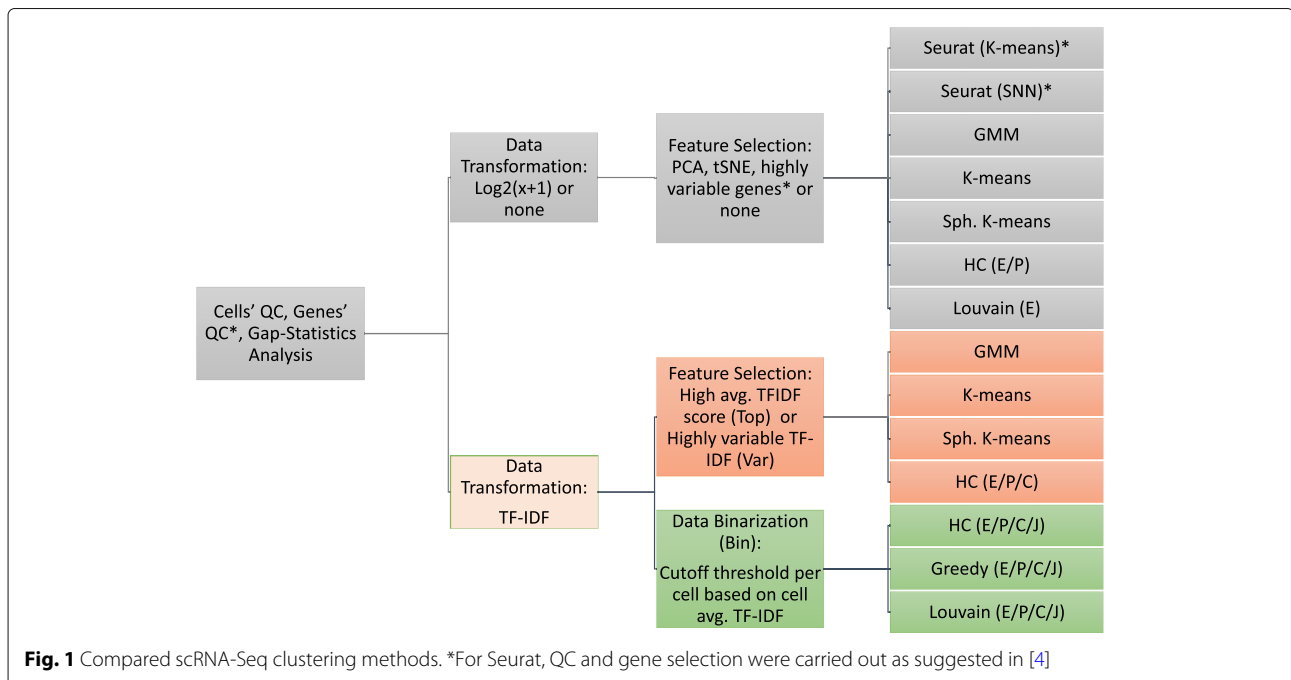 Cells' QC, Genes'
QC*, Gap-Statistics
Analysis
Data
Transformation:
Log2(x+1) or
none
Feature Selection:
PCA, tSNE, highly
variable genes* or
none
Seurat (K-means)*
Seurat (SNN)*
GMM
K-means
Sph. K-means
HC (E/P)
Louvain (E)
Data
Transformation:
TF-IDF
Feature Selection:
High avg. TFIDF
score (Top) or
Highly variable TF-
IDF (Var)
GMM
K-means
Sph. K-means
HC (E/P/C)
Data Binarization
(Bin):
Cutoff threshold per
cell based on cell
avg. TF-IDF
HC (E/P/C/J)
Greedy (E/P/C/J)
Louvain (E/P/C/J)
Fig. 1 Compared scRNA-Seq clustering methods. *For Seurat, QC and gene selection were carried out as suggested in [4]